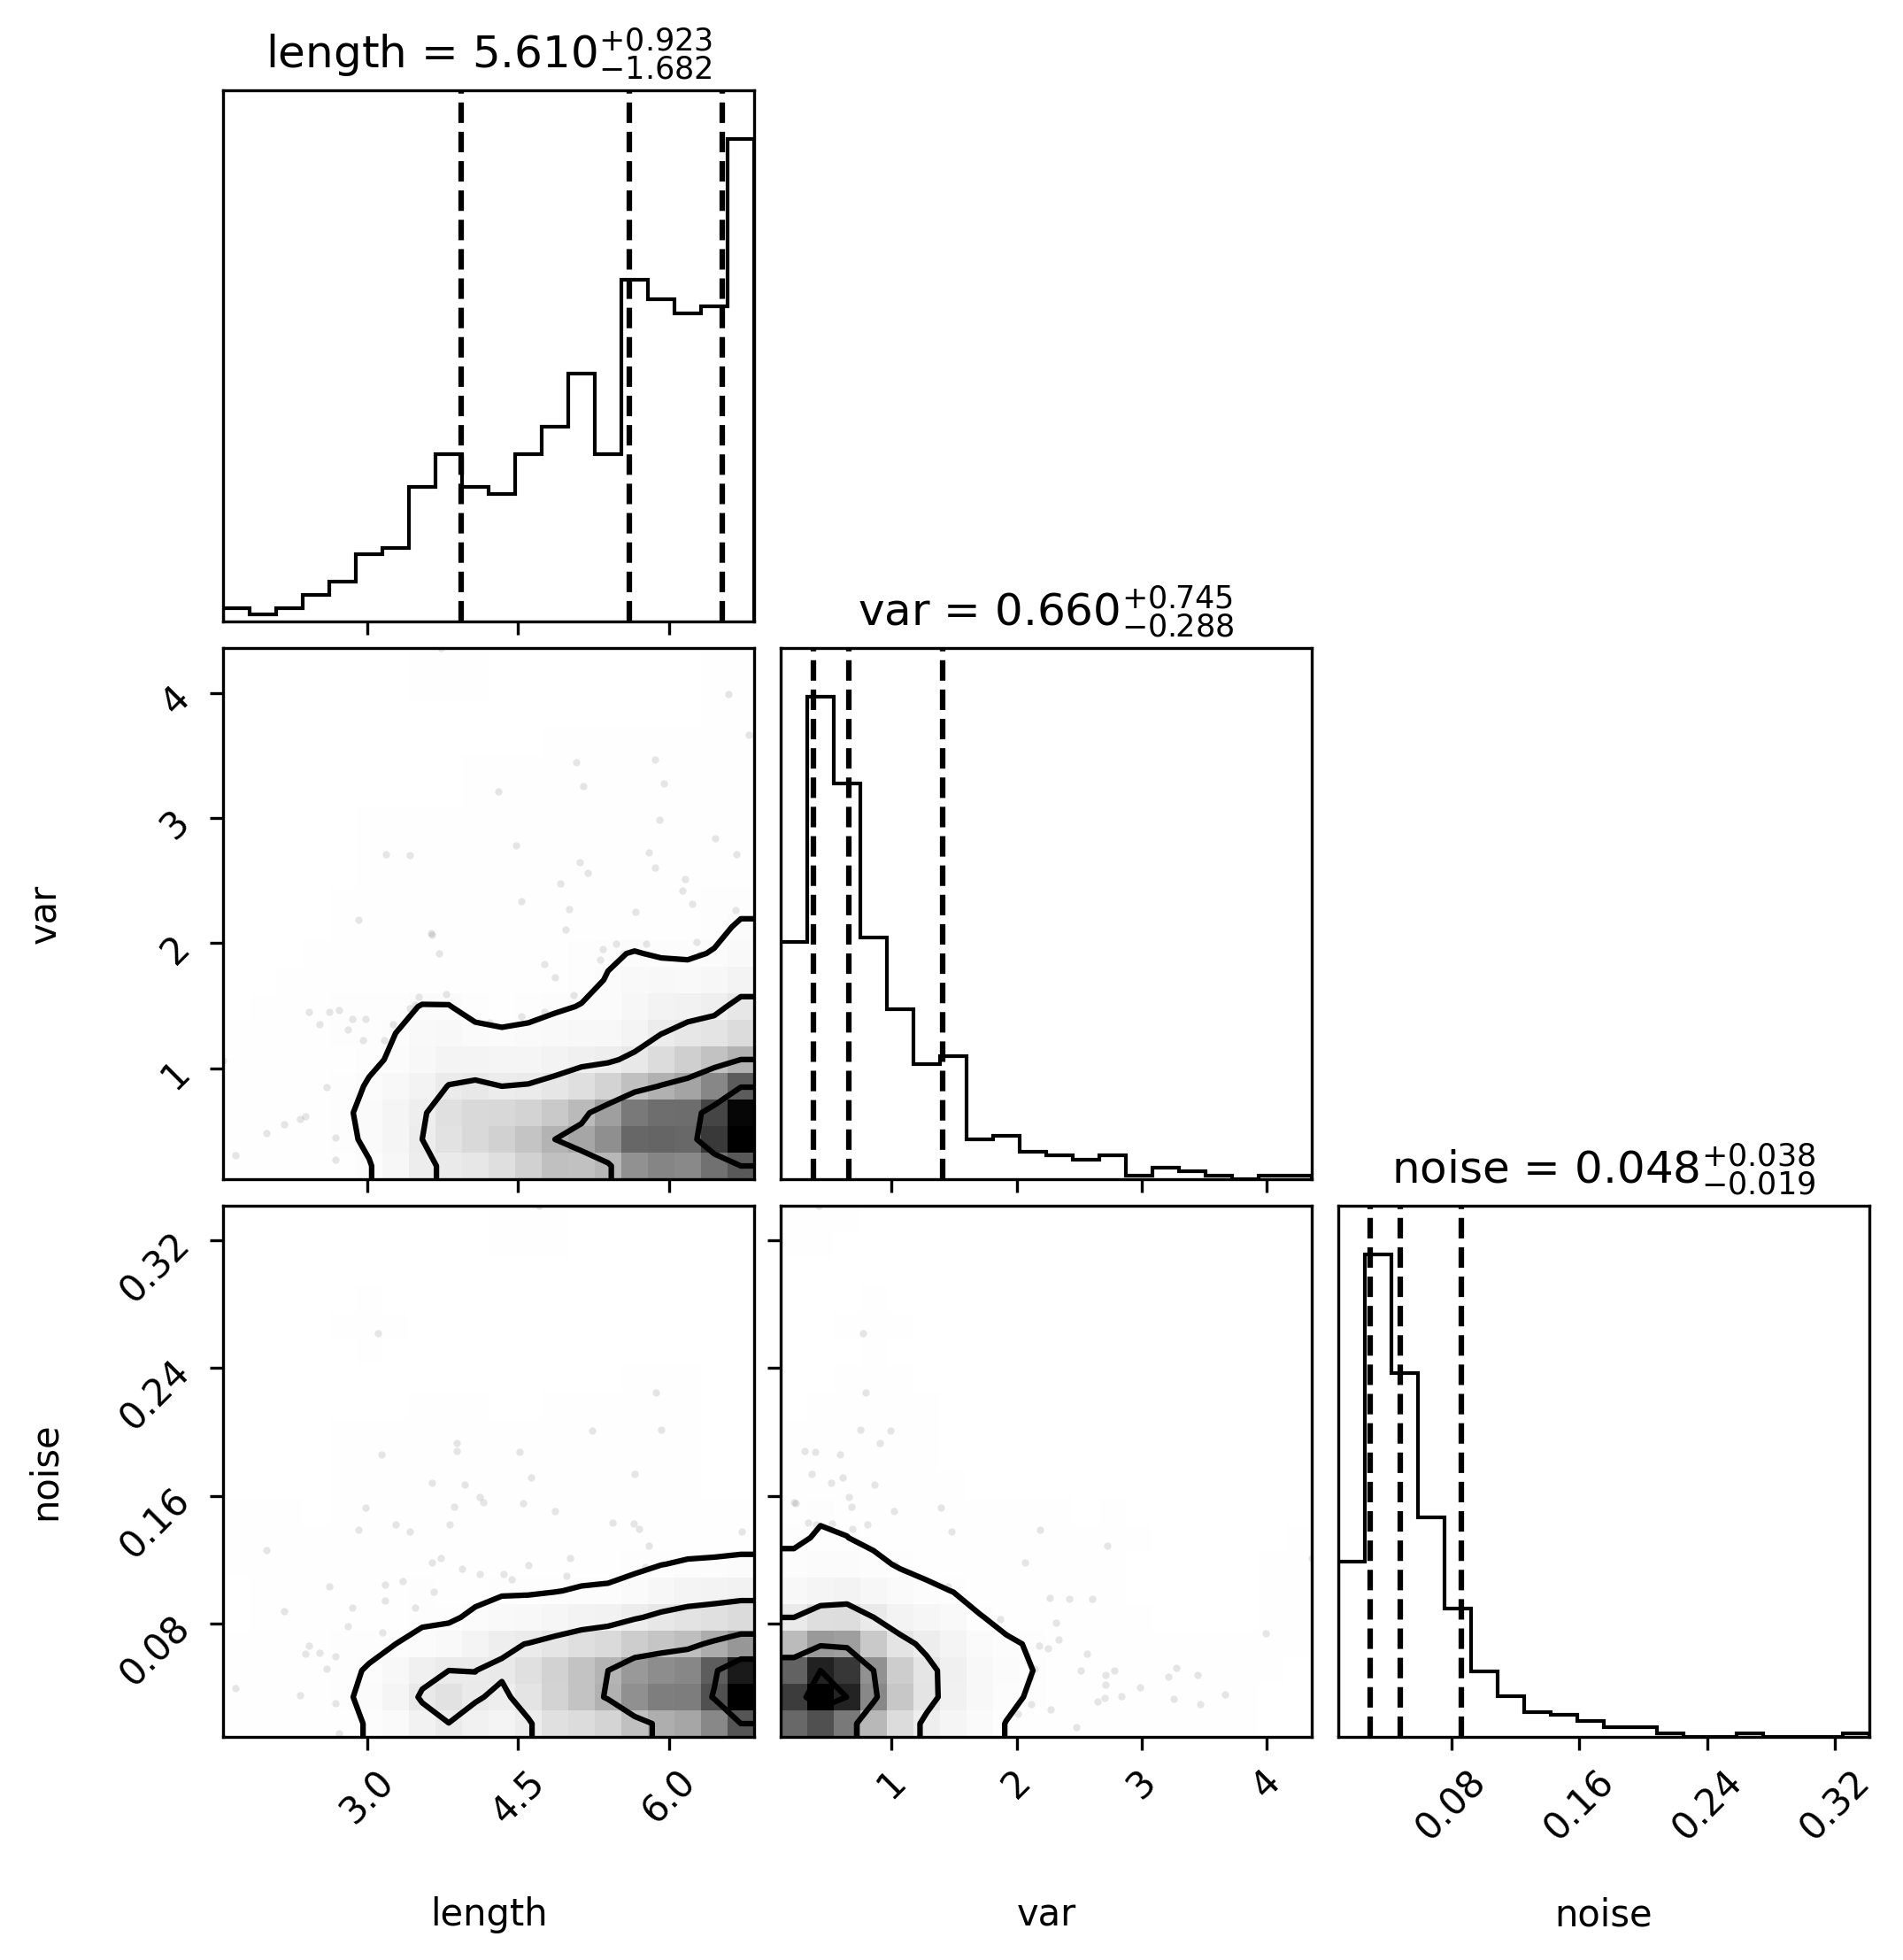 length = 5.610+0.923−1.682
var = 0.660+0.745−0.288
4
3
2
1
var
noise = 0.048+0.038−0.019
0.32
0.24
0.16
0.08
noise
3.0 4.5 6.0 1 2 3 4 0.08 0.16 0.24 0.32
length var noise